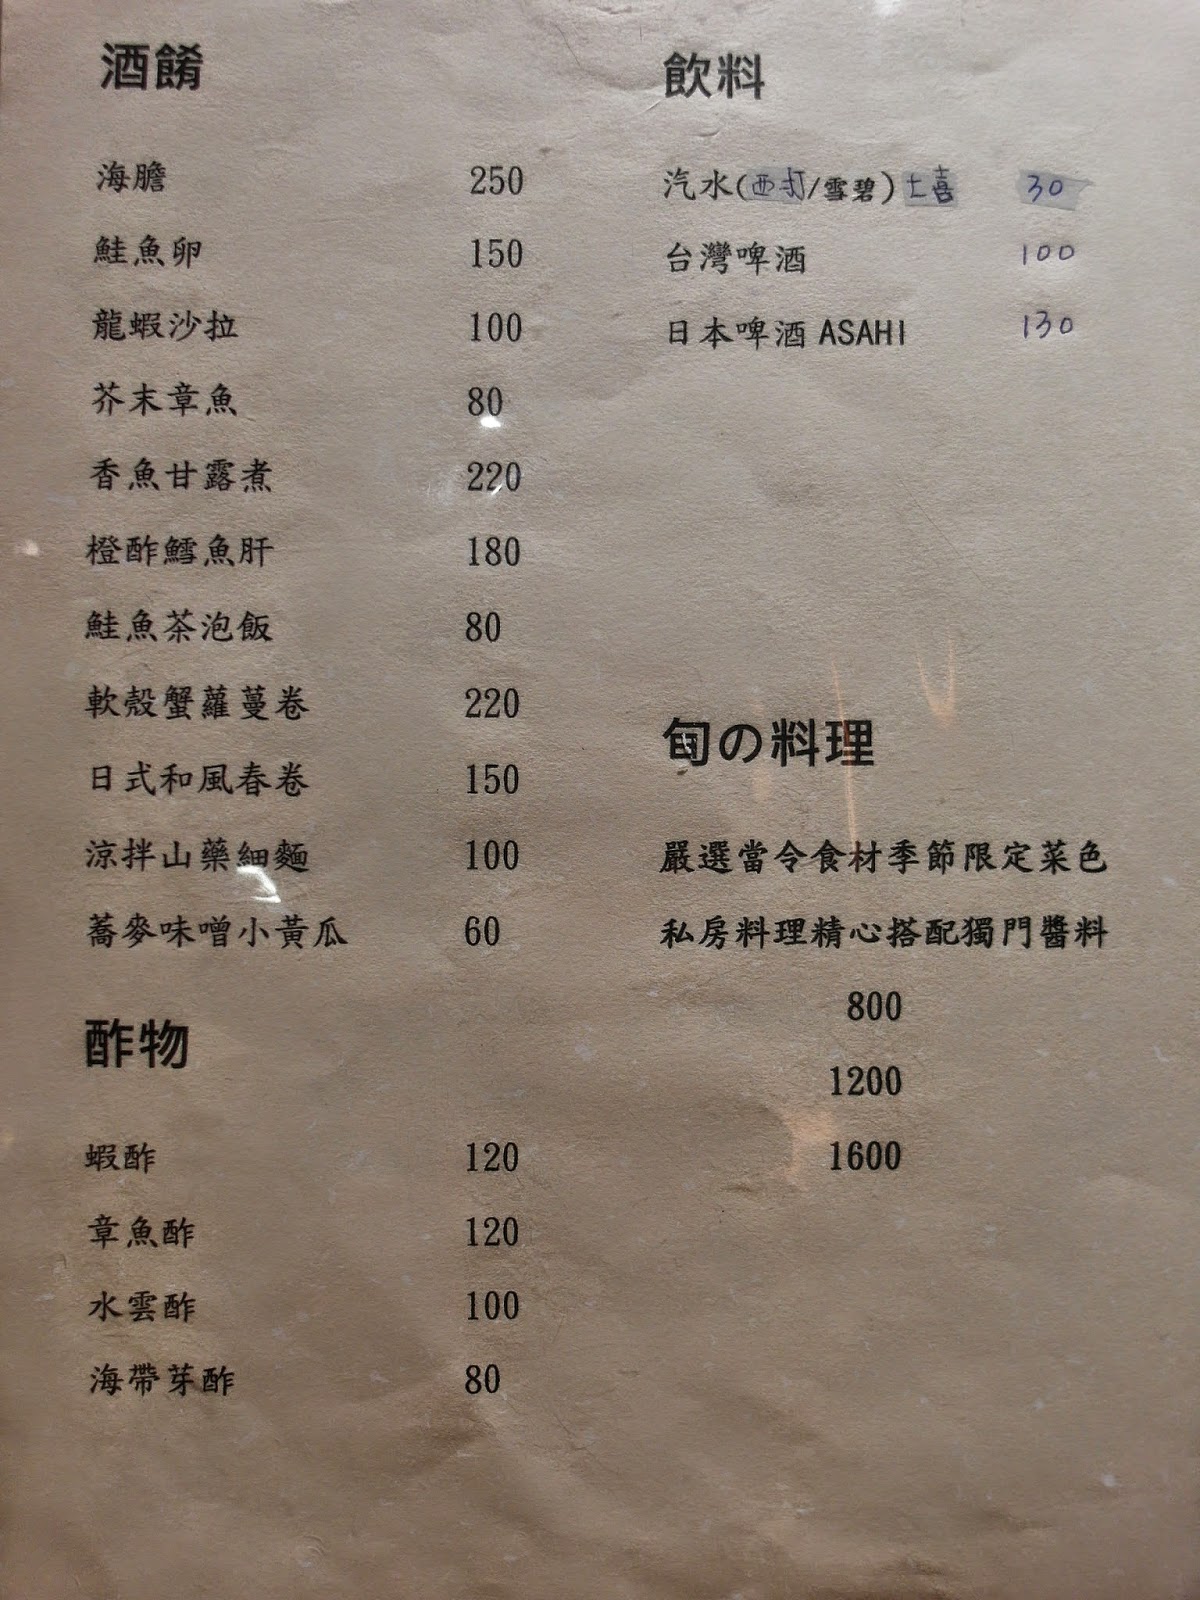 酒餚
海膽 250
鮭魚卵 150
龍蝦沙拉 100
芥末章魚 80
香魚甘露煮 220
橙酢鱈魚肝 180
鮭魚茶泡飯 80
軟殼蟹蘿蔓卷 220
日式和風春卷 150
涼拌山藥細麵 100
蕎麥味噌小黃瓜 60
酢物
蝦酢 120
章魚酢 120
水雲酢 100
海帶芽酢 80
飲料
汽水(西打/雪碧) 30
台灣啤酒 100
日本啤酒 ASAHI 130
旬の料理
嚴選當令食材季節限定菜色
私房料理精心搭配獨門醬料
800
1200
1600